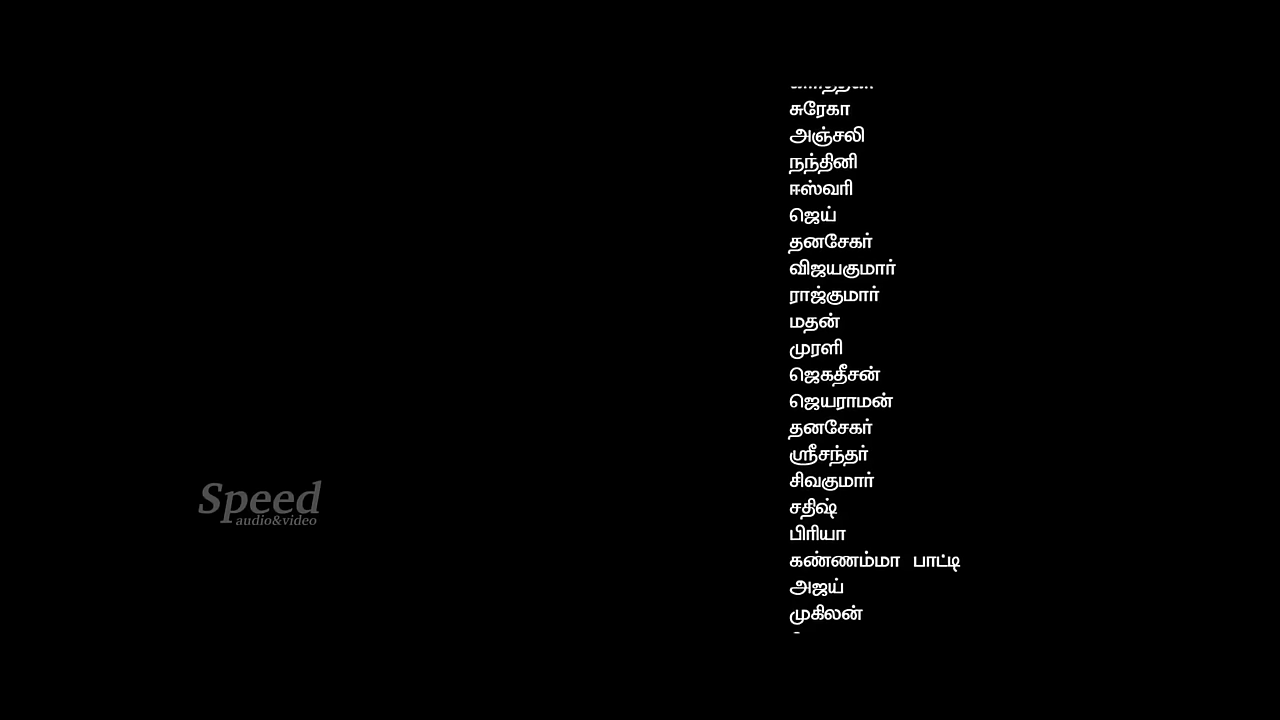 சுரேகா
அஞ்சலி
நந்தினி
ஈஸ்வரி
ஜெய்
தனசேகர்
விஜயகுமார்
ராஜ்குமார்
மதன்
முரளி
ஜெகதீசன்
ஜெயராமன்
தனசேகர்
ஸ்ரீசந்தர்
சிவகுமார்
சதிஷ்
பிரியா
கண்ணம்மா பாட்டி
அஜய்
முகிலன்
Speed
audio&video